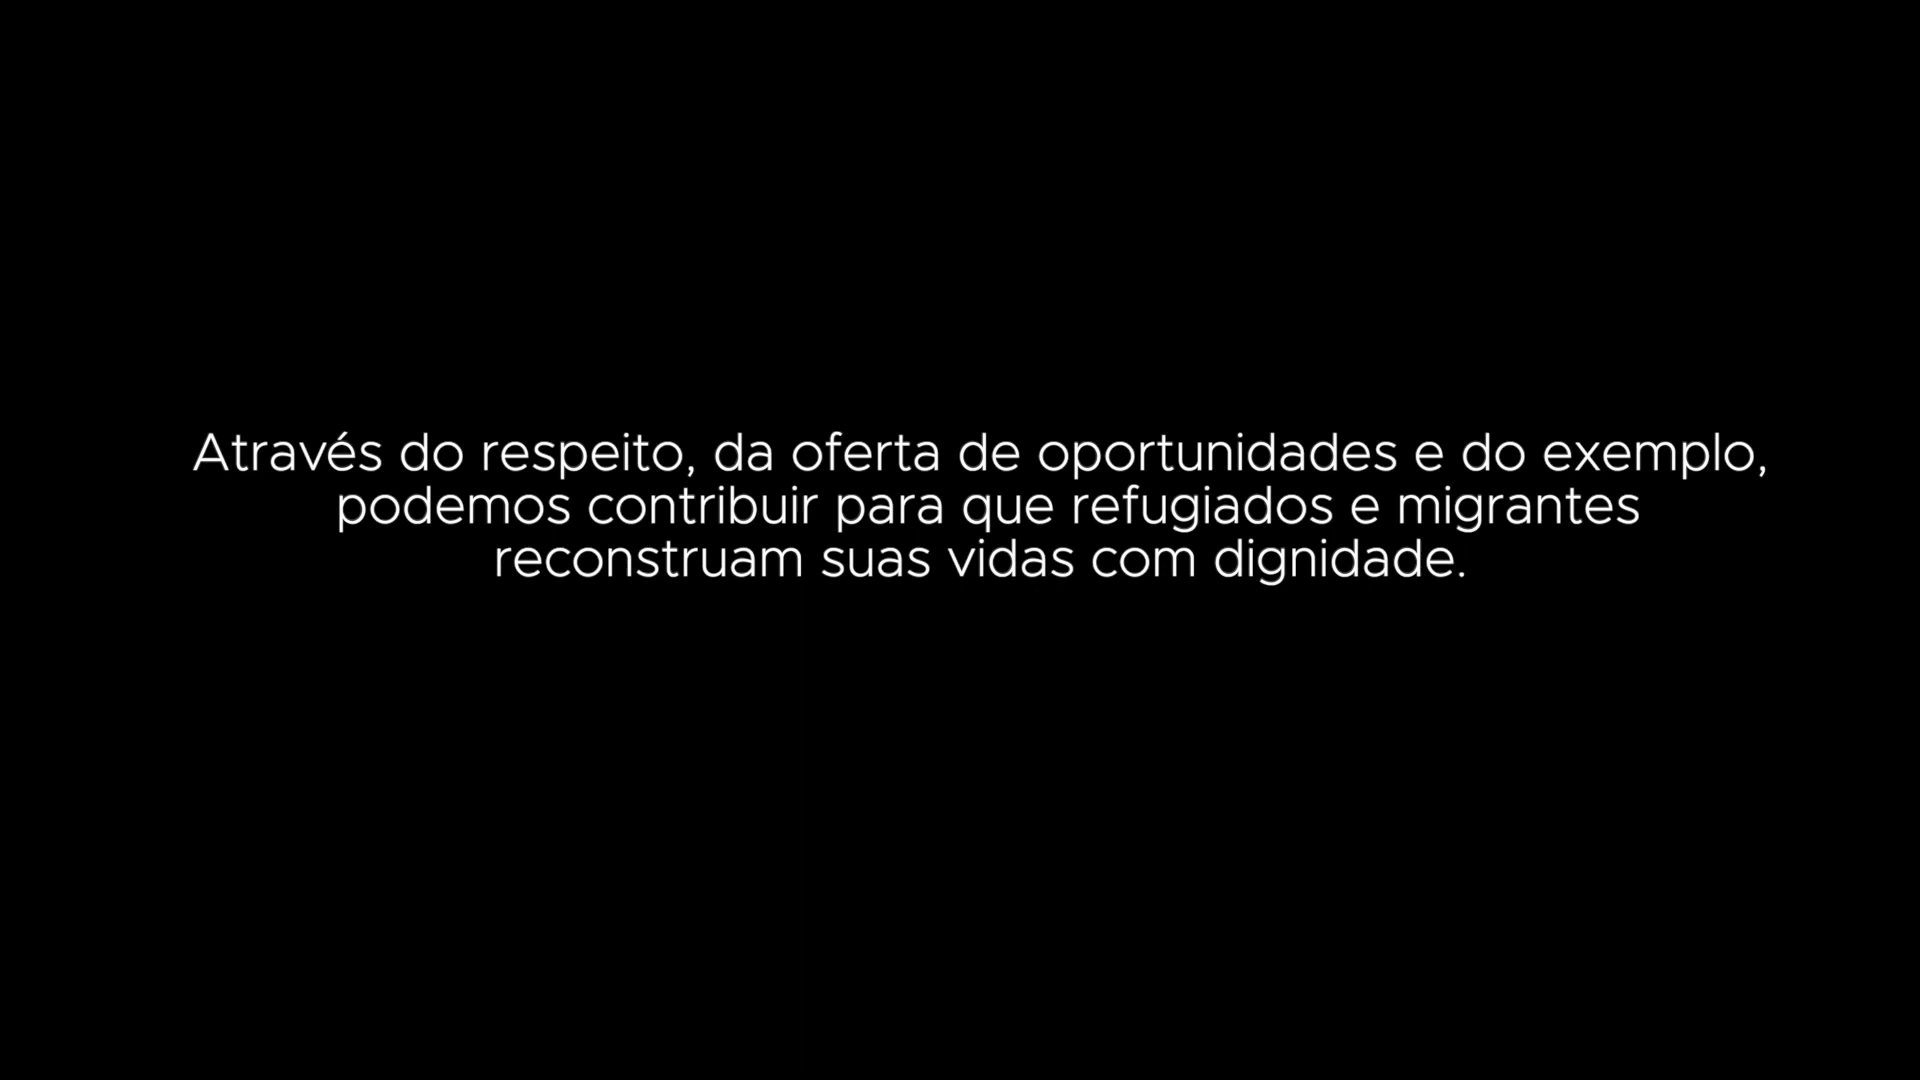 Através do respeito, da oferta de oportunidades e do exemplo,
podemos contribuir para que refugiados e migrantes
reconstruam suas vidas com dignidade.